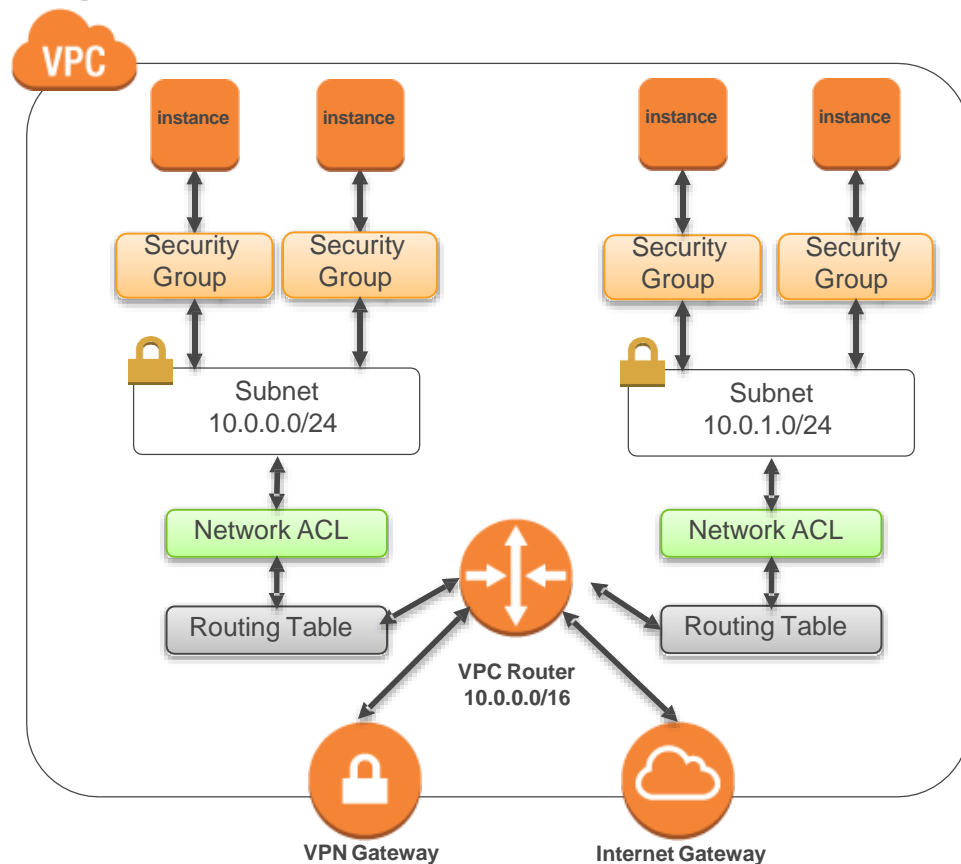 VPC
instance
instance
instance
instance
Security
Group
Security
Group
Security
Group
Security
Group
Subnet
10.0.0.0/24
Subnet
10.0.1.0/24
Network ACL
Network ACL
Routing Table
Routing Table
VPC Router
10.0.0.0/16
VPN Gateway
Internet Gateway